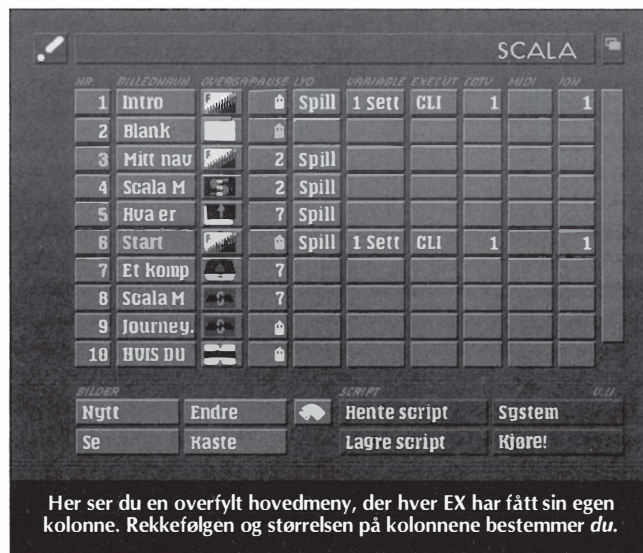 SCALA
NR. BILLEDNAVN OVERGA PAUSE LYD VARIABLE EXECUT CDTV MIDI
1 Intro Spill 1 Sett CLI 1 1
2 Blank
3 Mitt nav 2 Spill
4 Scala M 2 Spill
5 Hva er 7 Spill
6 Start Spill 1 Sett CLI 1 1
7 Et komp 7
8 Scala M 7
9 Journey.
10 HVIS DU
BILDER SCRIPT
Nytt Endre Hente script System
Se Kaste Lagre script Kjøre!
Her ser du en overfylt hovedmeny, der hver EX har fått sin egen
kolonne. Rekkefølgen og størrelsen på kolonnene bestemmer du.